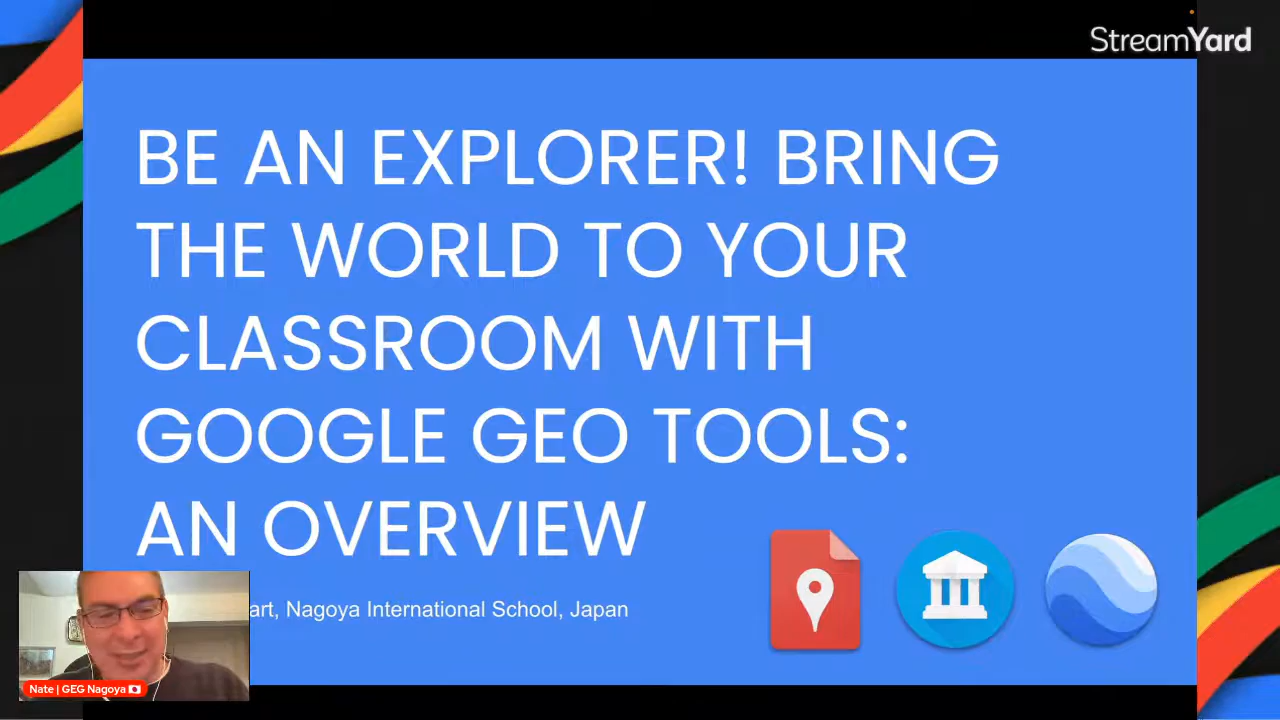 StreamYard
BE AN EXPLORER! BRING
THE WORLD TO YOUR
CLASSROOM WITH
GOOGLE GEO TOOLS:
AN OVERVIEW
art, Nagoya International School, Japan
Nate | GEG Nagoya 🇯🇵